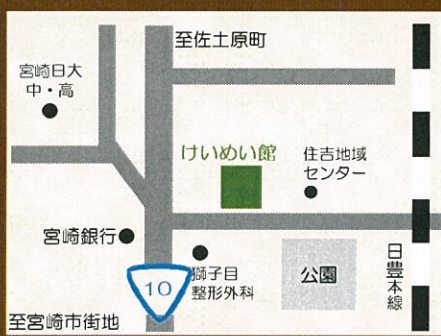 至佐土原町
宮崎日大
中・高
けいめい館
住吉地域
センター
宮崎銀行
獅子目
整形外科
10
公園
日豊本線
至宮崎市街地